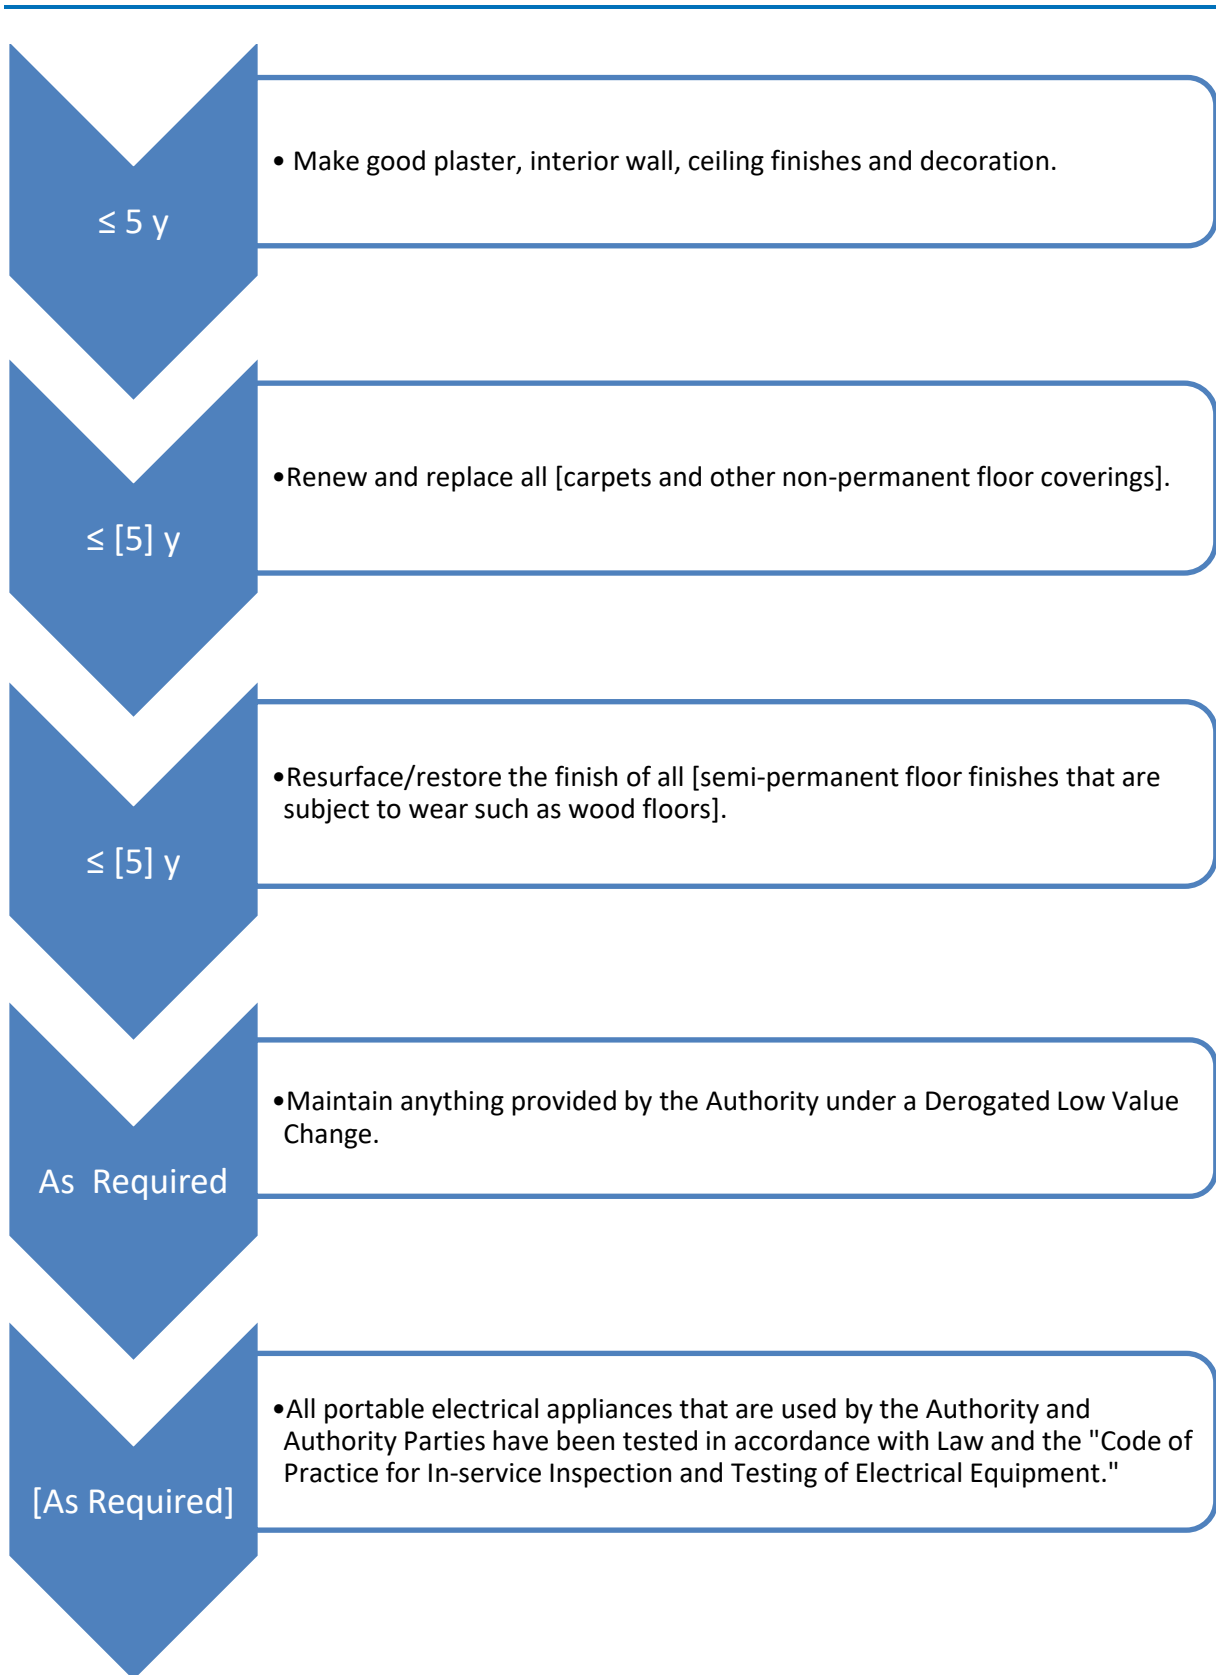 • Make good plaster, interior wall, ceiling finishes and decoration.
≤ 5 y
•Renew and replace all [carpets and other non-permanent floor coverings].
≤ [5] y
•Resurface/restore the finish of all [semi-permanent floor finishes that are
subject to wear such as wood floors].
≤ [5] y
•Maintain anything provided by the Authority under a Derogated Low Value
Change.
As  Required
•All portable electrical appliances that are used by the Authority and
Authority Parties have been tested in accordance with Law and the "Code of
Practice for In-service Inspection and Testing of Electrical Equipment."
[As Required]